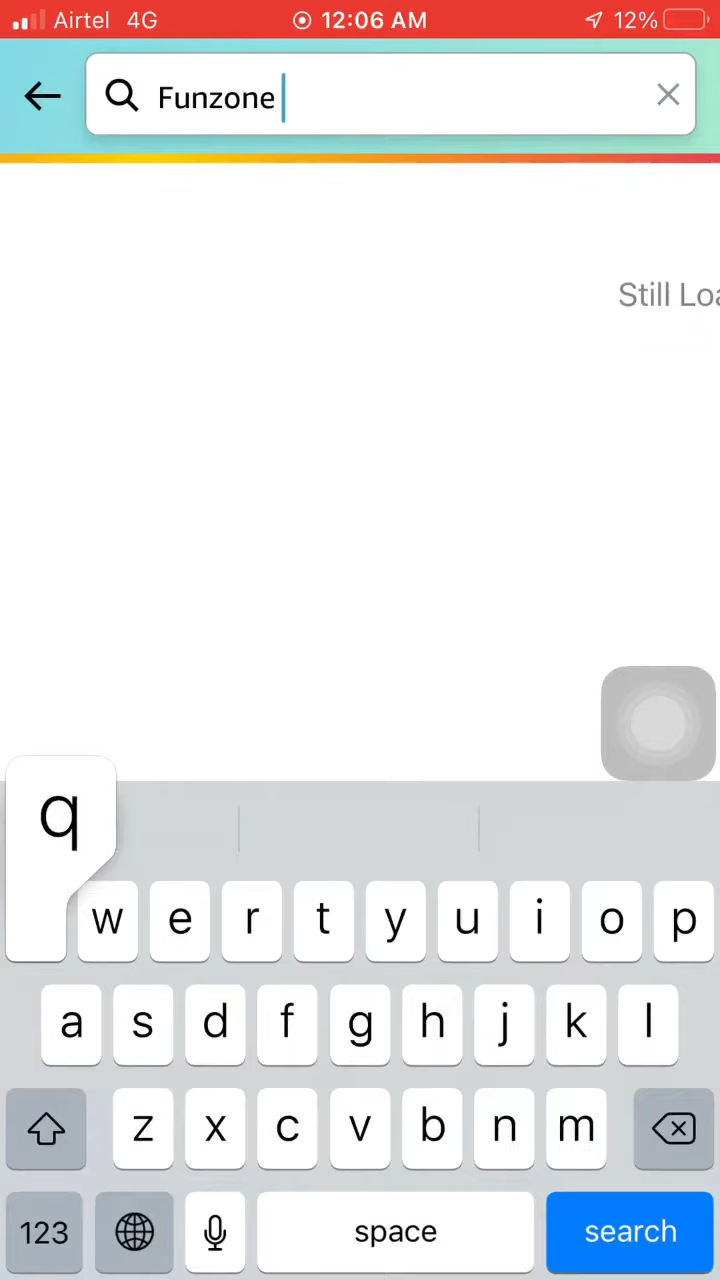 Airtel 4G 12:06 AM 12%
Funzone
Still Loa
q
w e r t y u i o p
a s d f g h j k l
z x c v b n m
123 space search